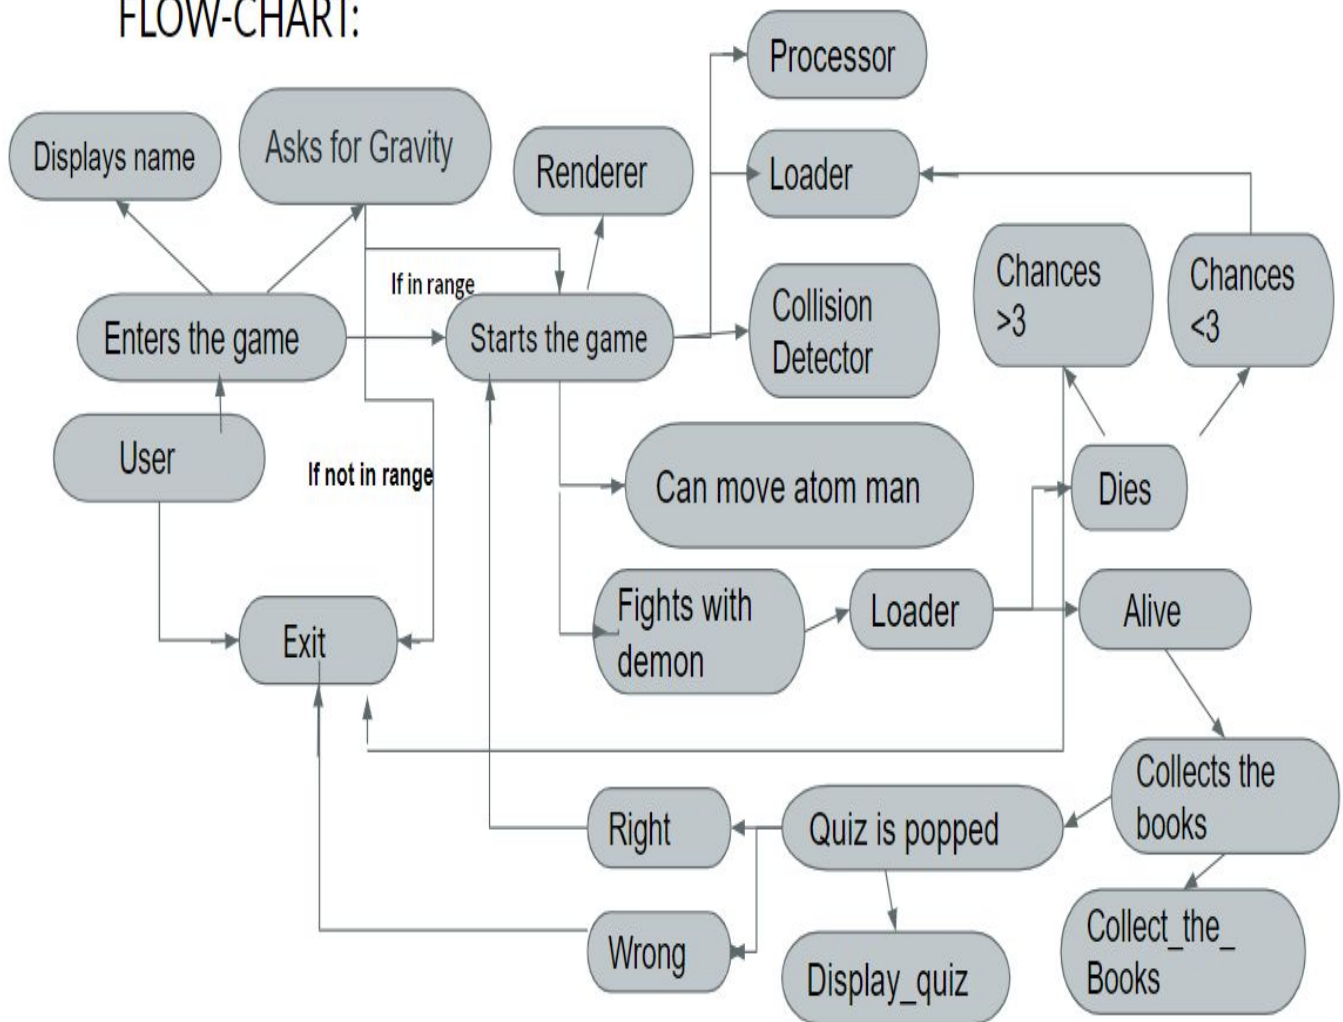 FLOW-CHART:
Processor
Displays name
Asks for Gravity
Renderer
Loader
Chances
>3
Chances
<3
If in range
Enters the game
Starts the game
Collision
Detector
User
If not in range
Can move atom man
Dies
Exit
Fights with
demon
Loader
Alive
Collects the
books
Right
Quiz is popped
Wrong
Display_quiz
Collect_the_
Books